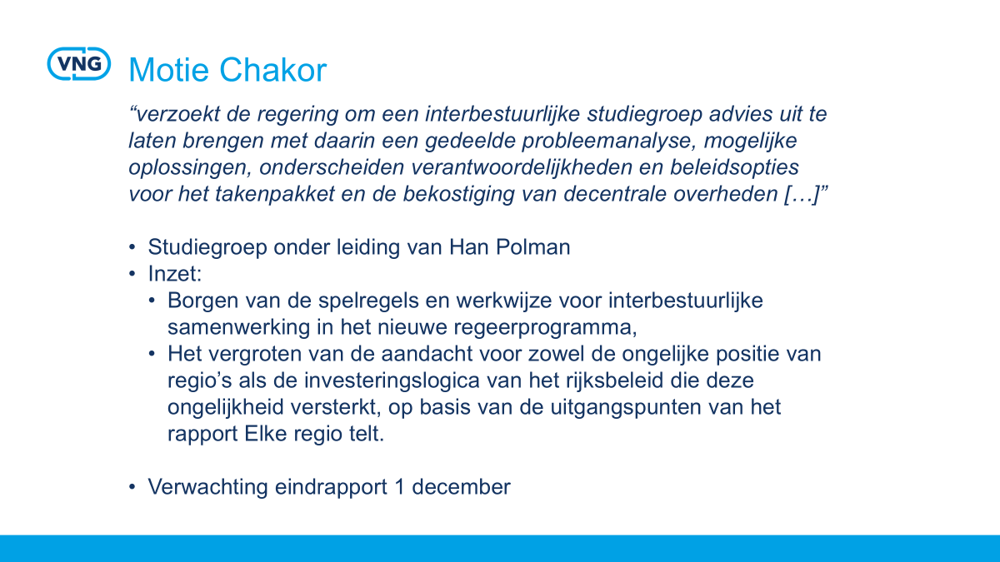 VNG
Motie Chakor
“verzoekt de regering om een interbestuurlijke studiegroep advies uit te
laten brengen met daarin een gedeelde probleemanalyse, mogelijke
oplossingen, onderscheiden verantwoordelijkheden en beleidsopties
voor het takenpakket en de bekostiging van decentrale overheden […]”
• Studiegroep onder leiding van Han Polman
• Inzet:
• Borgen van de spelregels en werkwijze voor interbestuurlijke
samenwerking in het nieuwe regeerprogramma,
• Het vergroten van de aandacht voor zowel de ongelijke positie van
regio’s als de investeringslogica van het rijksbeleid die deze
ongelijkheid versterkt, op basis van de uitgangspunten van het
rapport Elke regio telt.
• Verwachting eindrapport 1 december